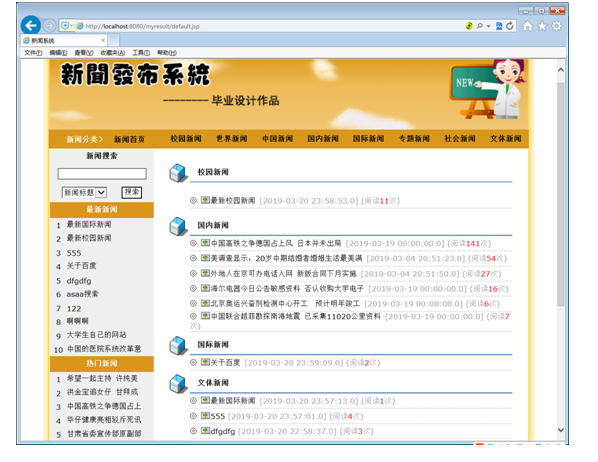 http://localhost:8080/myresult/default.jsp
新闻系统
文件(F) 编辑(E) 查看(V) 收藏夹(A) 工具(T) 帮助(H)
新聞發布系統
-------- 毕业设计作品
NEW
新闻分类> 新闻首页 校园新闻 世界新闻 中国新闻 国内新闻 国际新闻 专题新闻 社会新闻 文体新闻
新闻搜索
新闻标题 搜索
最新新闻
1 最新国际新闻
2 最新校园新闻
3 555
4 关于百度
5 dfgdfg
6 asaa搜索
7 122
8 啊啊啊
9 大学生自己的网站
10 中国的医院系统改革意
热门新闻
1 希望一起主持 许纯美
2 洪金宝追女仔 甘拜成
3 中国高铁之争德国占上
4 华仔健康亮相驳斥死讯
5 甘肃省委宣传部原副部
校园新闻
最新校园新闻 [2019-03-20 23:58:53.0] (阅读11次)
国内新闻
中国高铁之争德国占上风 日本并未出局 [2019-03-19 00:00:00.0] (阅读141次)
美调查显示，20岁中期结婚者婚姻生活最美满 [2019-03-04 20:51:23.0] (阅读54次)
外地人在京可办电话入网 新版合同下月实施 [2019-03-04 20:51:50.0] (阅读27次)
海尔电器今日公告敏感资料 否认收购大宇电子 [2019-03-19 00:00:00.0] (阅读16次)
北京奥运兴奋剂检测中心开工 预计明年竣工 [2019-03-19 00:00:00.0] (阅读6次)
中国联合越菲勘探南海地震 已采集11020公里资料 [2019-03-19 00:00:00.0] (阅读7
次)
国际新闻
关于百度 [2019-03-20 23:59:09.0] (阅读2次)
文体新闻
最新国际新闻 [2019-03-20 23:57:13.0] (阅读1次)
555 [2019-03-20 23:57:01.0] (阅读4次)
dfgdfg [2019-03-20 22:58:37.0] (阅读3次)